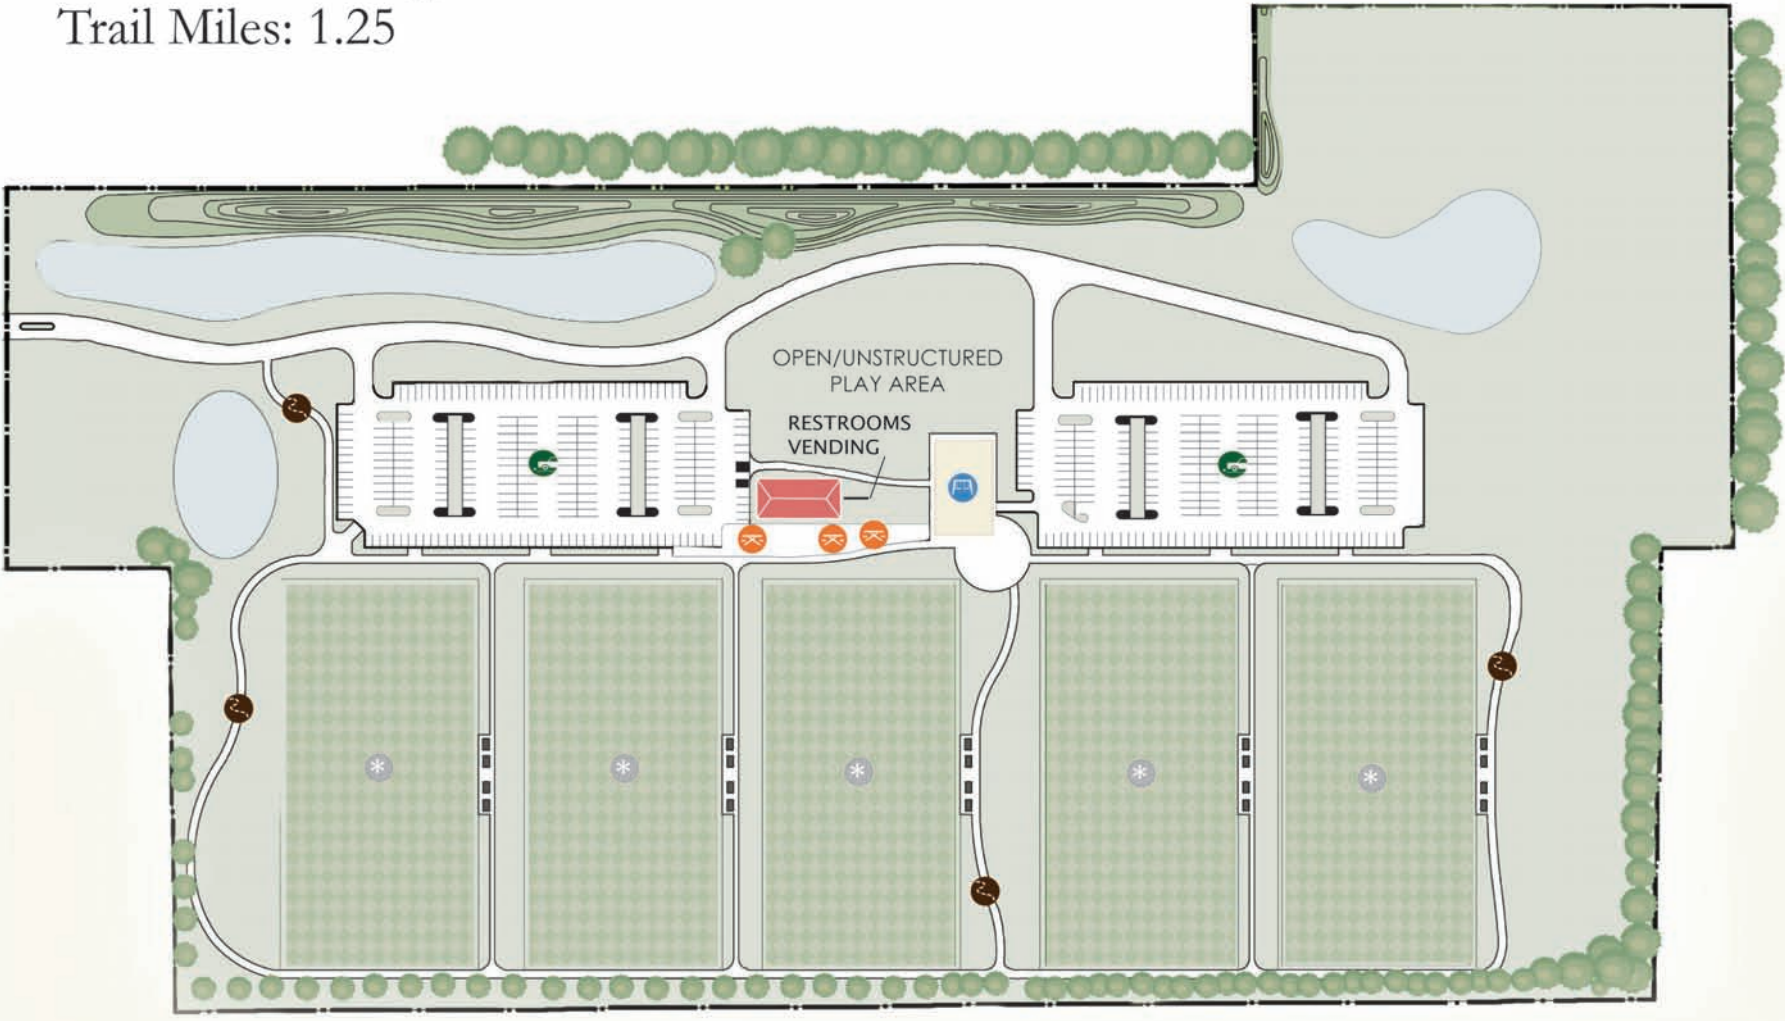 Trail Miles: 1.25
OPEN/UNSTRUCTURED
PLAY AREA
RESTROOMS
VENDING